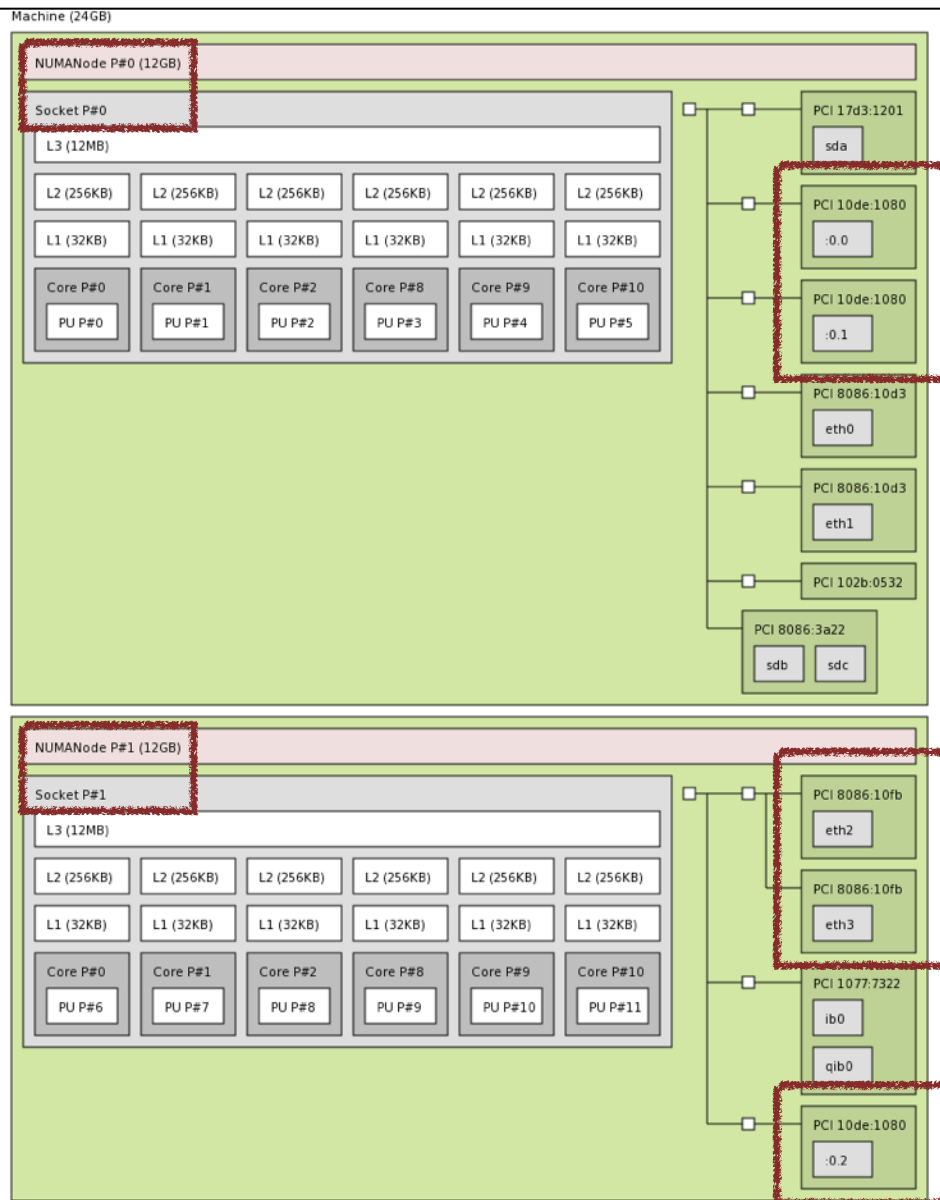 Machine (24GB)
NUMANode P#0 (12GB)
Socket P#0
L3 (12MB)
L2 (256KB) L2 (256KB) L2 (256KB) L2 (256KB) L2 (256KB) L2 (256KB)
L1 (32KB) L1 (32KB) L1 (32KB) L1 (32KB) L1 (32KB) L1 (32KB)
Core P#0 Core P#1 Core P#2 Core P#8 Core P#9 Core P#10
PU P#0 PU P#1 PU P#2 PU P#3 PU P#4 PU P#5
PCI 17d3:1201
sda
PCI 10de:1080
:0.0
PCI 10de:1080
:0.1
PCI 8086:10d3
eth0
PCI 8086:10d3
eth1
PCI 102b:0532
PCI 8086:3a22
sdb sdc
NUMANode P#1 (12GB)
Socket P#1
L3 (12MB)
L2 (256KB) L2 (256KB) L2 (256KB) L2 (256KB) L2 (256KB) L2 (256KB)
L1 (32KB) L1 (32KB) L1 (32KB) L1 (32KB) L1 (32KB) L1 (32KB)
Core P#0 Core P#1 Core P#2 Core P#8 Core P#9 Core P#10
PU P#6 PU P#7 PU P#8 PU P#9 PU P#10 PU P#11
PCI 8086:10fb
eth2
PCI 8086:10fb
eth3
PCI 1077:7322
ib0
qib0
PCI 10de:1080
:0.2